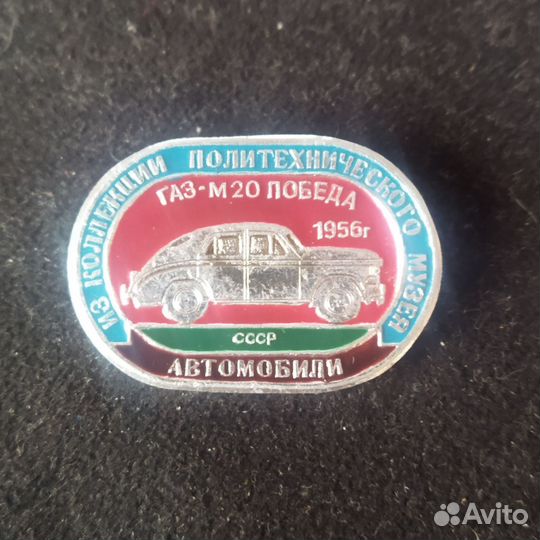 ИЗ КОЛЛЕКЦИИ ПОЛИТЕХНИЧЕСКОГО МУЗЕЯ
ГАЗ-М20 ПОБЕДА
1956г
СССР
АВТОМОБИЛИ
Avito